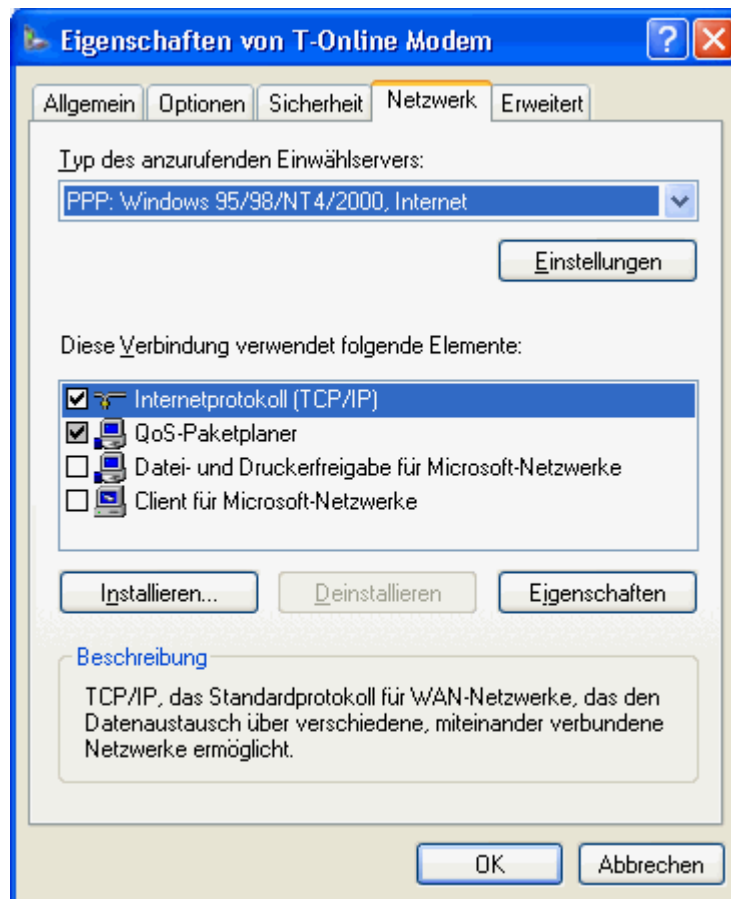 Eigenschaften von T-Online Modem
Allgemein Optionen Sicherheit Netzwerk Erweitert
Typ des anzurufenden Einwählservers:
PPP: Windows 95/98/NT4/2000, Internet
Einstellungen
Diese Verbindung verwendet folgende Elemente:
Internetprotokoll (TCP/IP)
QoS-Paketplaner
Datei- und Druckerfreigabe für Microsoft-Netzwerke
Client für Microsoft-Netzwerke
Installieren... Deinstallieren Eigenschaften
Beschreibung
TCP/IP, das Standardprotokoll für WAN-Netzwerke, das den
Datenaustausch über verschiedene, miteinander verbundene
Netzwerke ermöglicht.
OK Abbrechen